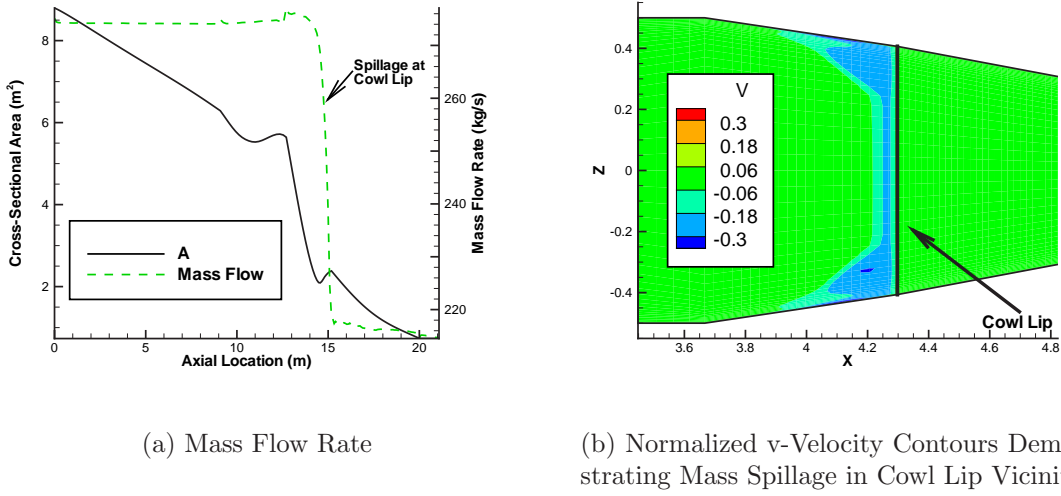 8
6
4
2
Cross-Sectional Area (m²)
0
5
10
15
20
Axial Location (m)
260
240
220
Mass Flow Rate (kg/s)
Spillage at
Cowl Lip
A
Mass Flow
(a) Mass Flow Rate
0.4
0.2
0
-0.2
-0.4
Z
3.6
3.8
4
4.2
4.4
4.6
4.8
X
V
0.3
0.18
0.06
-0.06
-0.18
-0.3
Cowl Lip
(b) Normalized v-Velocity Contours Dem
strating Mass Spillage in Cowl Lip Vicini